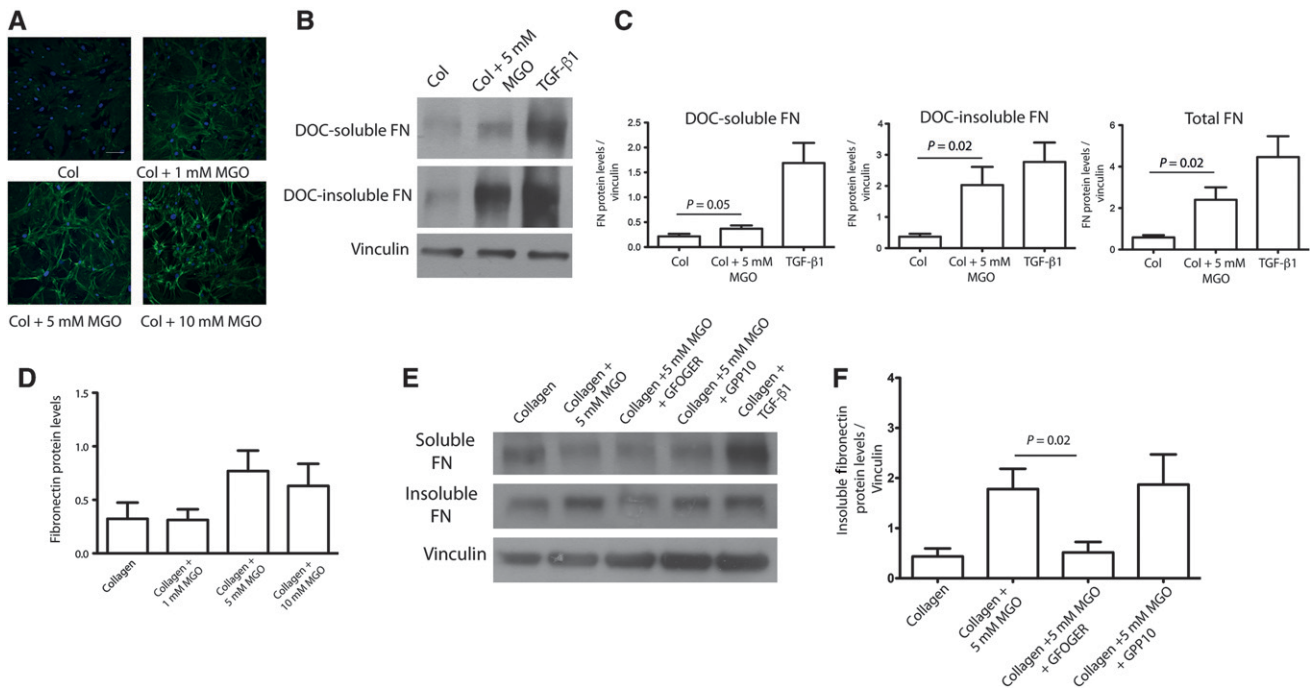 A
Col
Col + 1 mM MGO
Col + 5 mM MGO
Col + 10 mM MGO
B
Col
Col + 5 mM
MGO
TGF-β1
DOC-soluble FN
DOC-insoluble FN
Vinculin
C
DOC-soluble FN
FN protein levels /
vinculin
2.5
2.0
1.5
1.0
0.5
0.0
P = 0.05
Col
Col + 5 mM
MGO
TGF-β1
DOC-insoluble FN
FN protein levels /
vinculin
4
3
2
1
0
P = 0.02
Col
Col + 5 mM
MGO
TGF-β1
Total FN
FN protein levels /
vinculin
6
4
2
0
P = 0.02
Col
Col + 5 mM
MGO
TGF-β1
D
Fibronectin protein levels
1.5
1.0
0.5
0.0
Collagen
Collagen +
1 mM MGO
Collagen +
5 mM MGO
Collagen +
10 mM MGO
E
Collagen
Collagen +
5 mM MGO
Collagen +5 mM MGO
+ GFOGER
Collagen +5 mM MGO
+ GPP10
Collagen +
TGF-β1
Soluble
FN
Insoluble
FN
Vinculin
F
Insoluble fibronectin
protein levels /
Vinculin
4
3
2
1
0
P = 0.02
Collagen
Collagen +
5 mM MGO
Collagen +5 mM MGO
+ GFOGER
Collagen +5 mM MGO
+ GPP10